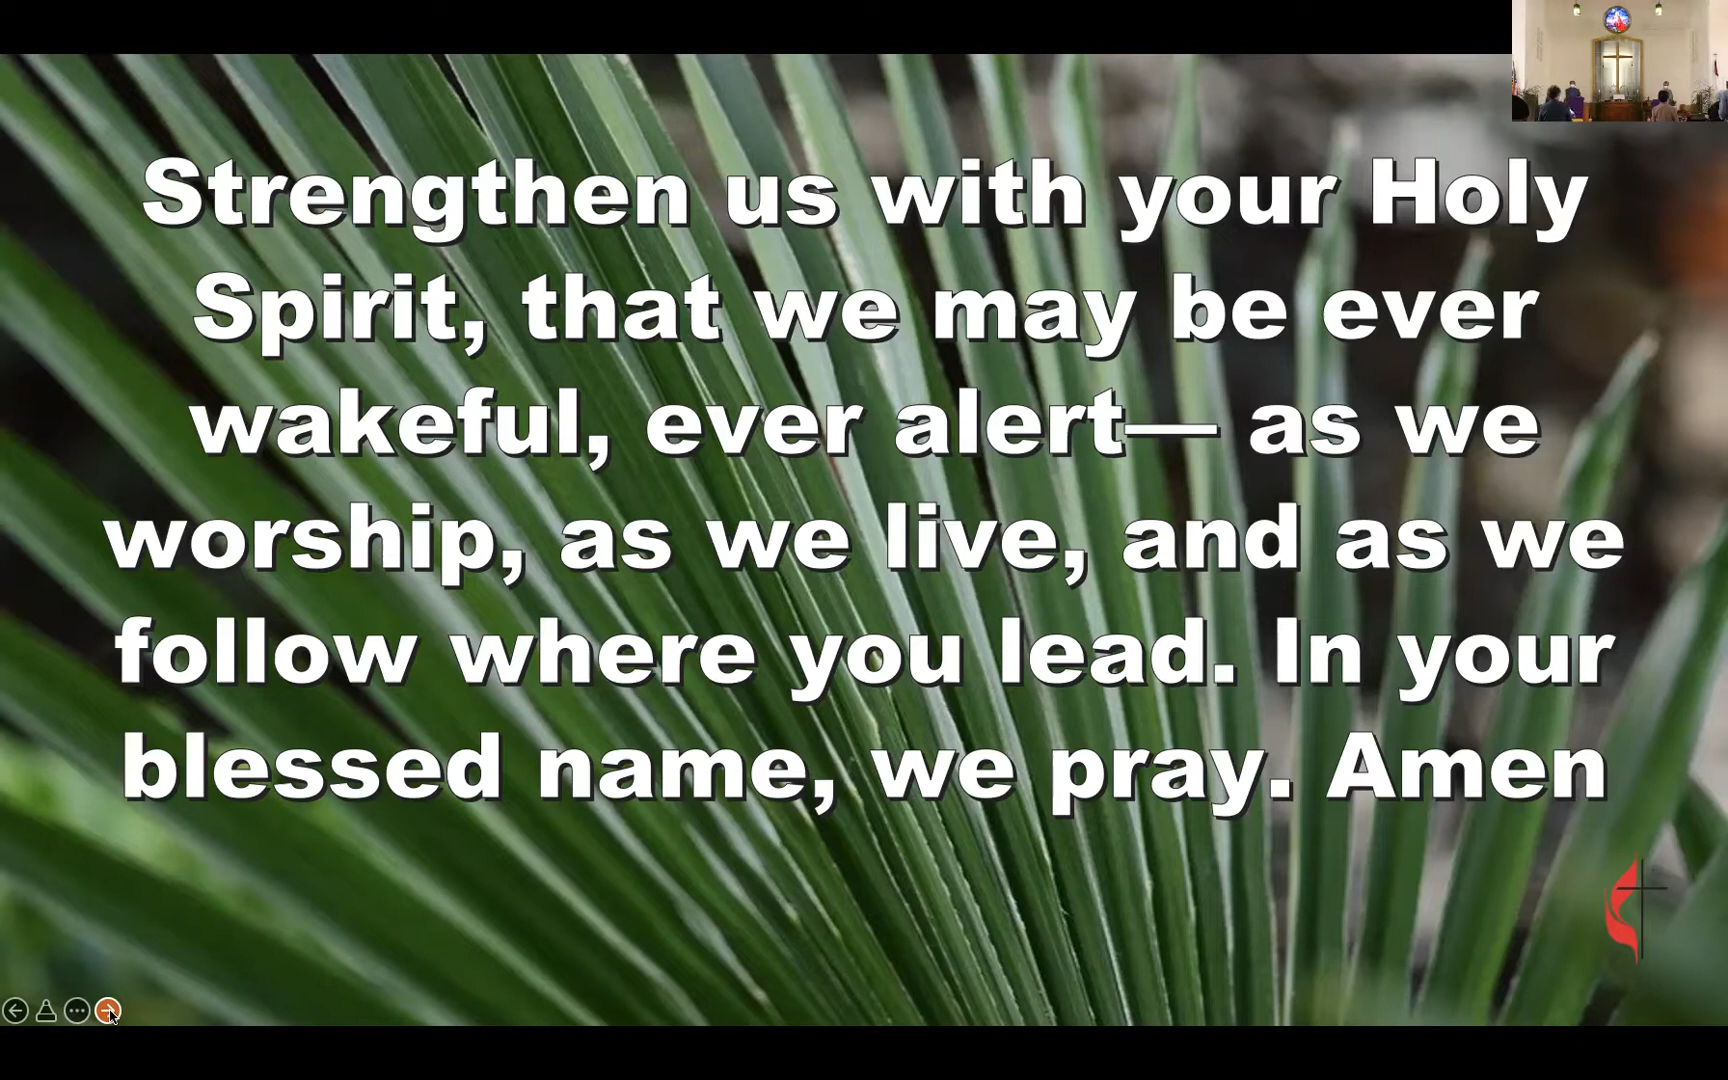 Strengthen us with your Holy
Spirit, that we may be ever
wakeful, ever alert— as we
worship, as we live, and as we
follow where you lead. In your
blessed name, we pray. Amen